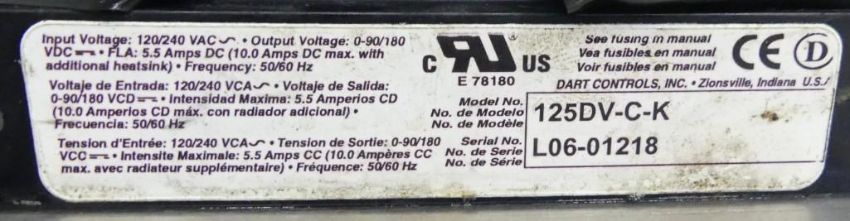 Input Voltage: 120/240 VAC • Output Voltage: 0-90/180
VDC • FLA: 5.5 Amps DC (10.0 Amps DC max. with
additional heatsink) • Frequency: 50/60 Hz
Voltaje de Entrada: 120/240 VCA • Voltaje de Salida:
0-90/180 VCD • Intensidad Maxima: 5.5 Amperios CD
(10.0 Amperios CD máx. con radiador adicional) •
Frecuencia: 50/60 Hz
Tension d'Entrée: 120/240 VCA • Tension de Sortie: 0-90/180
VCC • Intensite Maximale: 5.5 Amps CC (10.0 Ampères CC
max. avec radiateur supplémentaire) • Fréquence: 50/60 Hz
C RU US
E 78180
See fusing in manual
Vea fusibles en manual
Voir fusibles en manual
CE D
DART CONTROLS, INC. • Zionsville, Indiana U.S.A
Model No.
No. de Modelo
No. de Modèle
125DV-C-K
Serial No.
No. de Serie
No. de Série
L06-01218